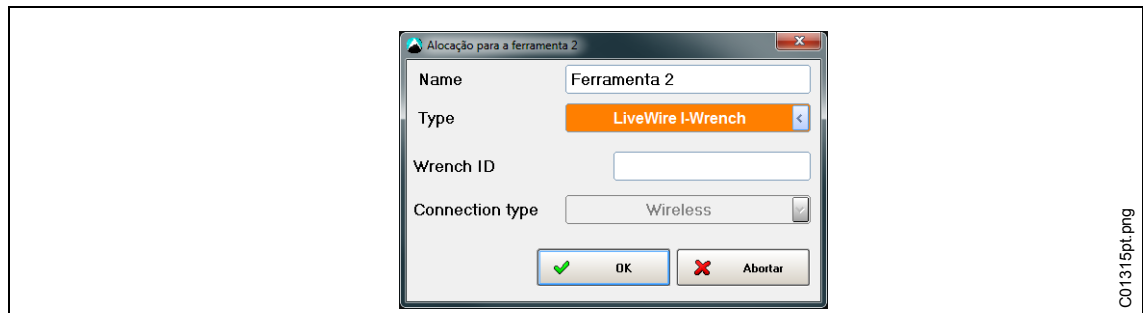 Alocação para a ferramenta 2
Name Ferramenta 2
Type LiveWire I-Wrench
Wrench ID
Connection type Wireless
OK Abortar
C01315pt.png